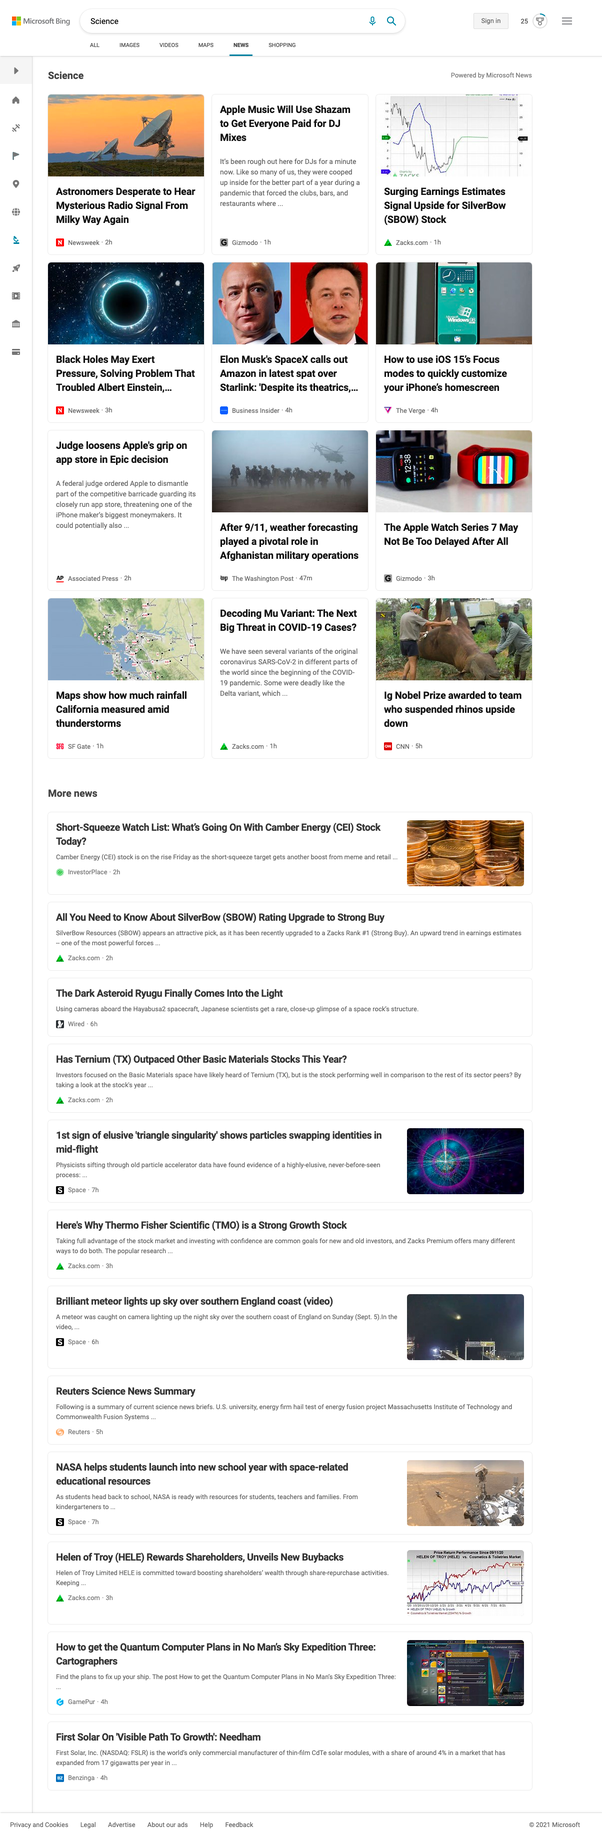 Microsoft Bing
Science
Sign in
25
ALL
IMAGES
VIDEOS
MAPS
NEWS
SHOPPING
Science
Powered by Microsoft News
Astronomers Desperate to Hear
Mysterious Radio Signal From
Milky Way Again
Newsweek · 2h
Apple Music Will Use Shazam
to Get Everyone Paid for DJ
Mixes
It's been rough out here for DJs for a minute
now. Like so many of us, they were cooped
up inside for the better part of a year during a
pandemic that forced the clubs, bars, and
restaurants where ...
Gizmodo · 1h
Surging Earnings Estimates
Signal Upside for SilverBow
(SBOW) Stock
Zacks.com · 1h
Black Holes May Exert
Pressure, Solving Problem That
Troubled Albert Einstein,...
Newsweek · 3h
Elon Musk's SpaceX calls out
Amazon in latest spat over
Starlink: 'Despite its theatrics,...
Business Insider · 4h
How to use iOS 15's Focus
modes to quickly customize
your iPhone's homescreen
The Verge · 4h
Judge loosens Apple's grip on
app store in Epic decision
A federal judge ordered Apple to dismantle
part of the competitive barricade guarding its
closely run app store, threatening one of the
iPhone maker's biggest moneymakers. It
could potentially also ...
AP Associated Press · 2h
After 9/11, weather forecasting
played a pivotal role in
Afghanistan military operations
wp The Washington Post · 47m
12:38
The Apple Watch Series 7 May
Not Be Too Delayed After All
Gizmodo · 3h
Maps show how much rainfall
California measured amid
thunderstorms
SF Gate · 1h
Decoding Mu Variant: The Next
Big Threat in COVID-19 Cases?
We have seen several variants of the original
coronavirus SARS-CoV-2 in different parts of
the world since the beginning of the COVID-
19 pandemic. Some were deadly like the
Delta variant, which ...
Zacks.com · 1h
Ig Nobel Prize awarded to team
who suspended rhinos upside
down
CNN · 5h
More news
Short-Squeeze Watch List: What's Going On With Camber Energy (CEI) Stock
Today?
Camber Energy (CEI) stock is on the rise Friday as the short-squeeze target gets another boost from meme and retail ...
InvestorPlace · 2h
All You Need to Know About SilverBow (SBOW) Rating Upgrade to Strong Buy
SilverBow Resources (SBOW) appears an attractive pick, as it has been recently upgraded to a Zacks Rank #1 (Strong Buy). An upward trend in earnings estimates
– one of the most powerful forces ...
Zacks.com · 2h
The Dark Asteroid Ryugu Finally Comes Into the Light
Using cameras aboard the Hayabusa2 spacecraft, Japanese scientists get a rare, close-up glimpse of a space rock's structure.
Wired · 6h
Has Ternium (TX) Outpaced Other Basic Materials Stocks This Year?
Investors focused on the Basic Materials space have likely heard of Ternium (TX), but is the stock performing well in comparison to the rest of its sector peers? By
taking a look at the stock's year ...
Zacks.com · 2h
1st sign of elusive 'triangle singularity' shows particles swapping identities in
mid-flight
Physicists sifting through old particle accelerator data have found evidence of a highly-elusive, never-before-seen
process: ...
Space · 7h
Here's Why Thermo Fisher Scientific (TMO) is a Strong Growth Stock
Taking full advantage of the stock market and investing with confidence are common goals for new and old investors, and Zacks Premium offers many different
ways to do both. The popular research ...
Zacks.com · 3h
Brilliant meteor lights up sky over southern England coast (video)
A meteor was caught on camera lighting up the night sky over the southern coast of England on Sunday (Sept. 5).In the
video, ...
Space · 6h
Reuters Science News Summary
Following is a summary of current science news briefs. U.S. university, energy firm hail test of energy fusion project Massachusetts Institute of Technology and
Commonwealth Fusion Systems ...
Reuters · 5h
NASA helps students launch into new school year with space-related
educational resources
As students head back to school, NASA is ready with resources for students, teachers and families. From
kindergarteners to ...
Space · 7h
Helen of Troy (HELE) Rewards Shareholders, Unveils New Buybacks
Helen of Troy Limited HELE is committed toward boosting shareholders' wealth through share-repurchase activities.
Keeping ...
Zacks.com · 3h
How to get the Quantum Computer Plans in No Man's Sky Expedition Three:
Cartographers
Find the plans to fix up your ship. The post How to get the Quantum Computer Plans in No Man's Sky Expedition Three:
...
GamePur · 4h
First Solar On 'Visible Path To Growth': Needham
First Solar, Inc. (NASDAQ: FSLR) is the world's only commercial manufacturer of thin-film CdTe solar modules, with a share of around 4% in a market that has
expanded from 17 gigawatts per year in ...
Benzinga · 4h
Privacy and Cookies
Legal
Advertise
About our ads
Help
Feedback
© 2021 Microsoft